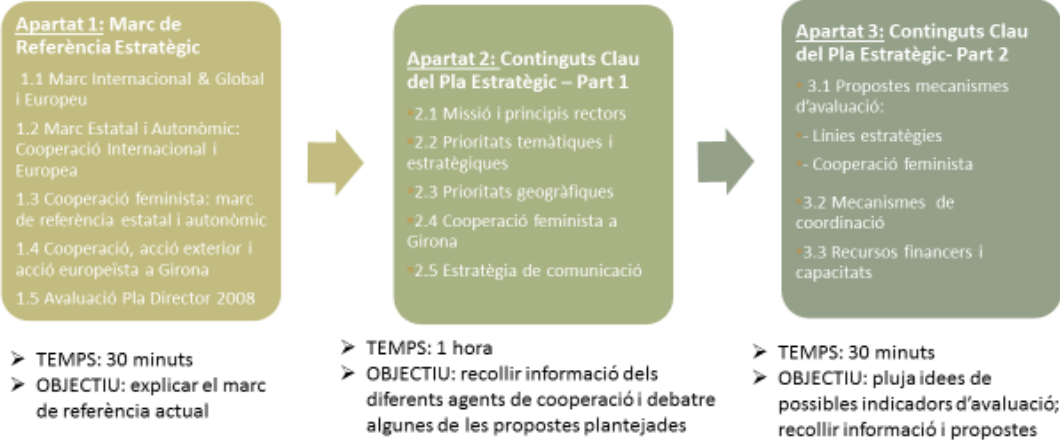 Apartat 1: Marc de
Referència Estratègic
1.1 Marc Internacional & Global
i Europeu
1.2 Marc Estatal i Autonòmic:
Cooperació Internacional i
Europea
1.3 Cooperació feminista: marc
de referència estatal i autonòmic
1.4 Cooperació, acció exterior i
acció europeïsta a Girona
1.5 Avaluació Pla Director 2008
➢ TEMPS: 30 minuts
➢ OBJECTIU: explicar el marc
de referència actual
Apartat 2: Continguts Clau
del Pla Estratègic – Part 1
▪2.1 Missió i principis rectors
▪2.2 Prioritats temàtiques i
estratègiques
▪2.3 Prioritats geogràfiques
▪2.4 Cooperació feminista a
Girona
▪2.5 Estratègia de comunicació
➢ TEMPS: 1 hora
➢ OBJECTIU: recollir informació dels
diferents agents de cooperació i debatre
algunes de les propostes plantejades
Apartat 3: Continguts Clau
del Pla Estratègic- Part 2
▪ 3.1 Propostes mecanismes
d'avaluació:
▪- Línies estratègies
▪- Cooperació feminista
▪3.2 Mecanismes de
coordinació
▪3.3 Recursos financers i
capacitats
➢ TEMPS: 30 minuts
➢ OBJECTIU: pluja idees de
possibles indicadors d'avaluació;
recollir informació i propostes